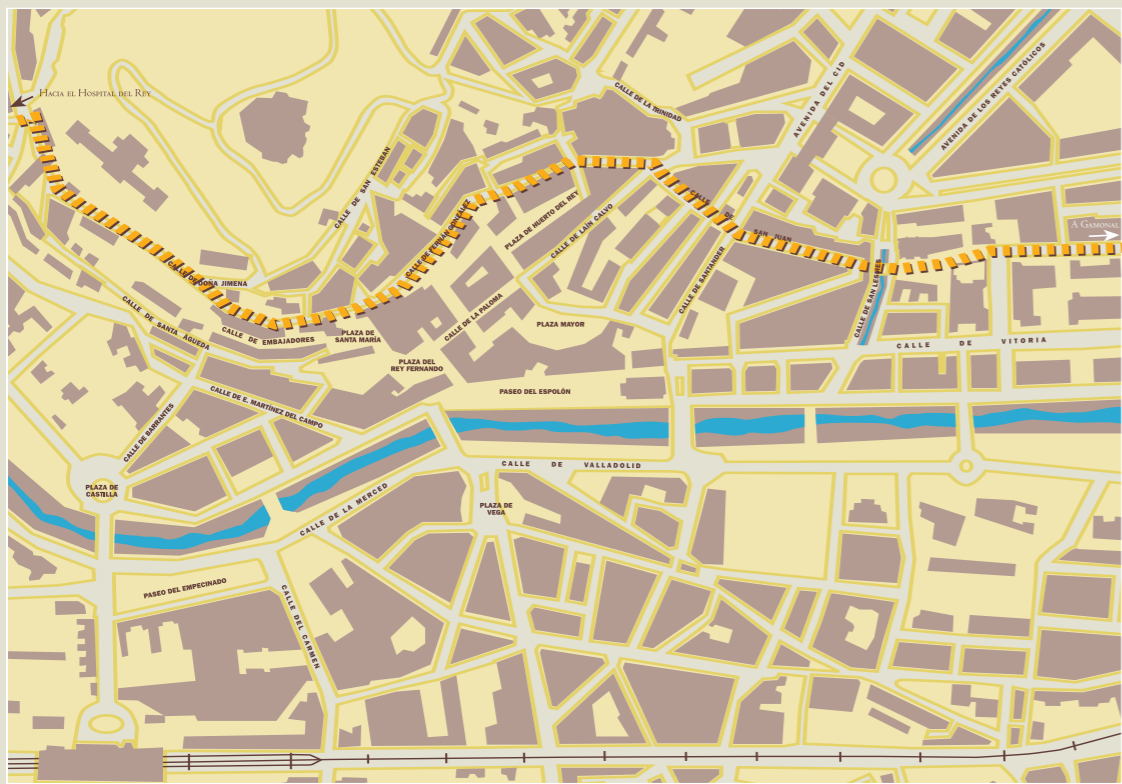 HACIA EL HOSPITAL DEL REY
CALLE DE LA TRINIDAD
AVENIDA DEL CID
AVENIDA DE LOS REYES CATÓLICOS
CALLE DE SAN ESTEBAN
CALLE DE FERNÁN GONZÁLEZ
PLAZA DE HUERTO DEL REY
CALLE DE LAÍN CALVO
CALLE DE SAN JUAN
A GAMONAL
CALLE DE DOÑA JIMENA
CALLE DE SANTANDER
CALLE DE SAN LESMES
CALLE DE SANTA ÁGUEDA
CALLE DE EMBAJADORES
PLAZA DE
SANTA MARÍA
CALLE DE LA PALOMA
PLAZA MAYOR
CALLE DE VITORIA
PLAZA DEL
REY FERNANDO
PASEO DEL ESPOLÓN
CALLE DE E. MARTÍNEZ DEL CAMPO
CALLE DE BARRANTES
CALLE DE VALLADOLID
PLAZA DE
CASTILLA
CALLE DE LA MERCED
PLAZA DE
VEGA
PASEO DEL EMPECINADO
CALLE DEL CARMEN